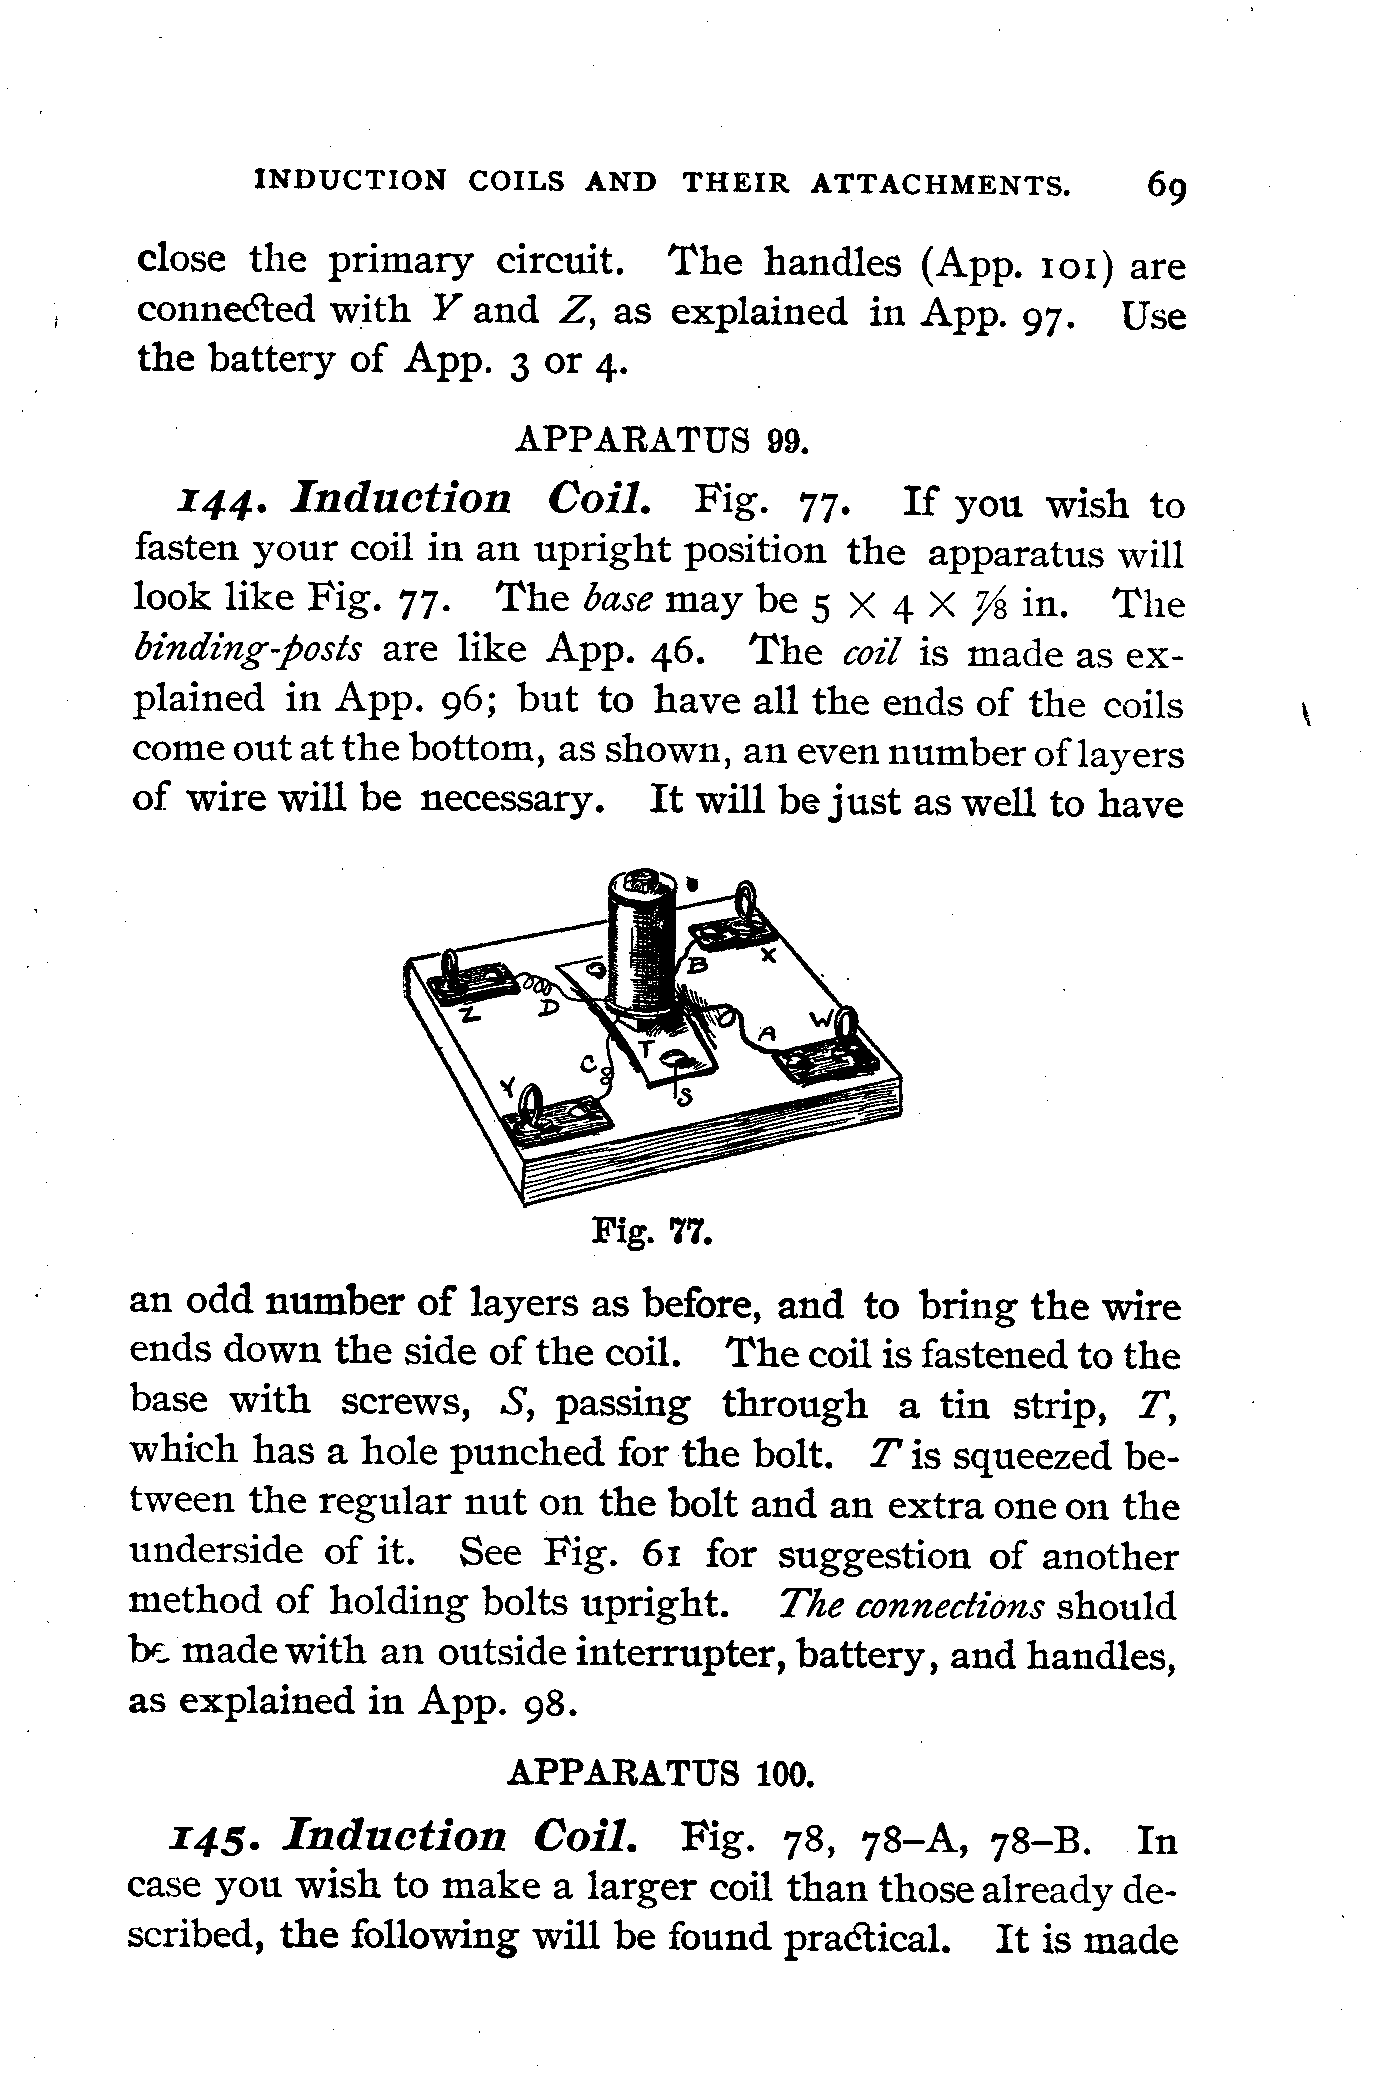 INDUCTION COILS AND THEIR ATTACHMENTS. 69
close the primary circuit. The handles (App. 101) are
connected with Y and Z, as explained in App. 97. Use
the battery of App. 3 or 4.
APPARATUS 99.
144. Induction Coil. Fig. 77. If you wish to
fasten your coil in an upright position the apparatus will
look like Fig. 77. The base may be 5 × 4 × ⅞ in. The
binding-posts are like App. 46. The coil is made as ex-
plained in App. 96; but to have all the ends of the coils
come out at the bottom, as shown, an even number of layers
of wire will be necessary. It will be just as well to have
B
X
Z
D
W
A
T
C
Y
S
Fig. 77.
an odd number of layers as before, and to bring the wire
ends down the side of the coil. The coil is fastened to the
base with screws, S, passing through a tin strip, T,
which has a hole punched for the bolt. T is squeezed be-
tween the regular nut on the bolt and an extra one on the
underside of it. See Fig. 61 for suggestion of another
method of holding bolts upright. The connections should
be made with an outside interrupter, battery, and handles,
as explained in App. 98.
APPARATUS 100.
145. Induction Coil. Fig. 78, 78–A, 78–B. In
case you wish to make a larger coil than those already de-
scribed, the following will be found practical. It is made